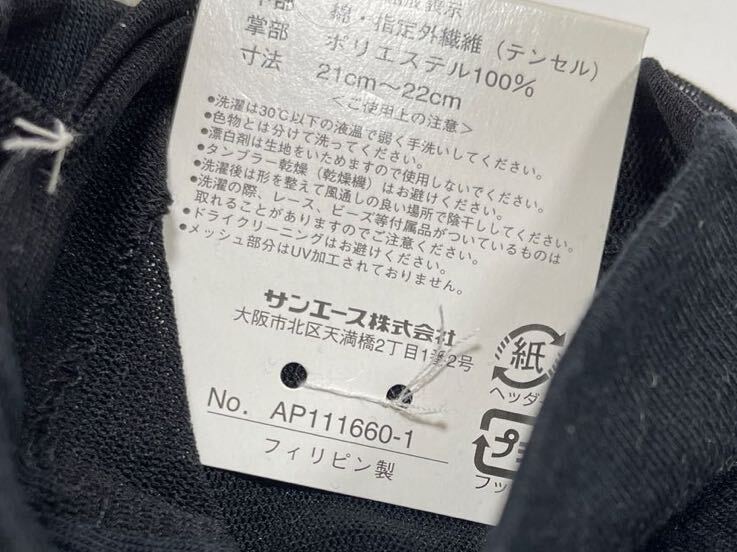 甲部 綿・指定外繊維（テンセル）
掌部 ポリエステル100%
寸法 21cm〜22cm
＜ご使用上の注意＞
●洗濯は30℃以下の液温で弱く手洗いしてください。
●色物とは分けて洗ってください。
●漂白剤は生地をいためますので使用しないでください。
●タンブラー乾燥（乾燥機）はお避けください。
●洗濯後は形を整えて風通しの良い場所で陰干ししてください。
●洗濯の際、レース、ビーズ等付属品がついているものは
取れることがありますのでご注意ください。
●ドライクリーニングはお避けください。
●メッシュ部分はUV加工されておりません。
サンエース株式会社
大阪市北区天満橋2丁目1番2号
紙
ヘッダー
No. AP111660-1
プラ
フィリピン製
フッ